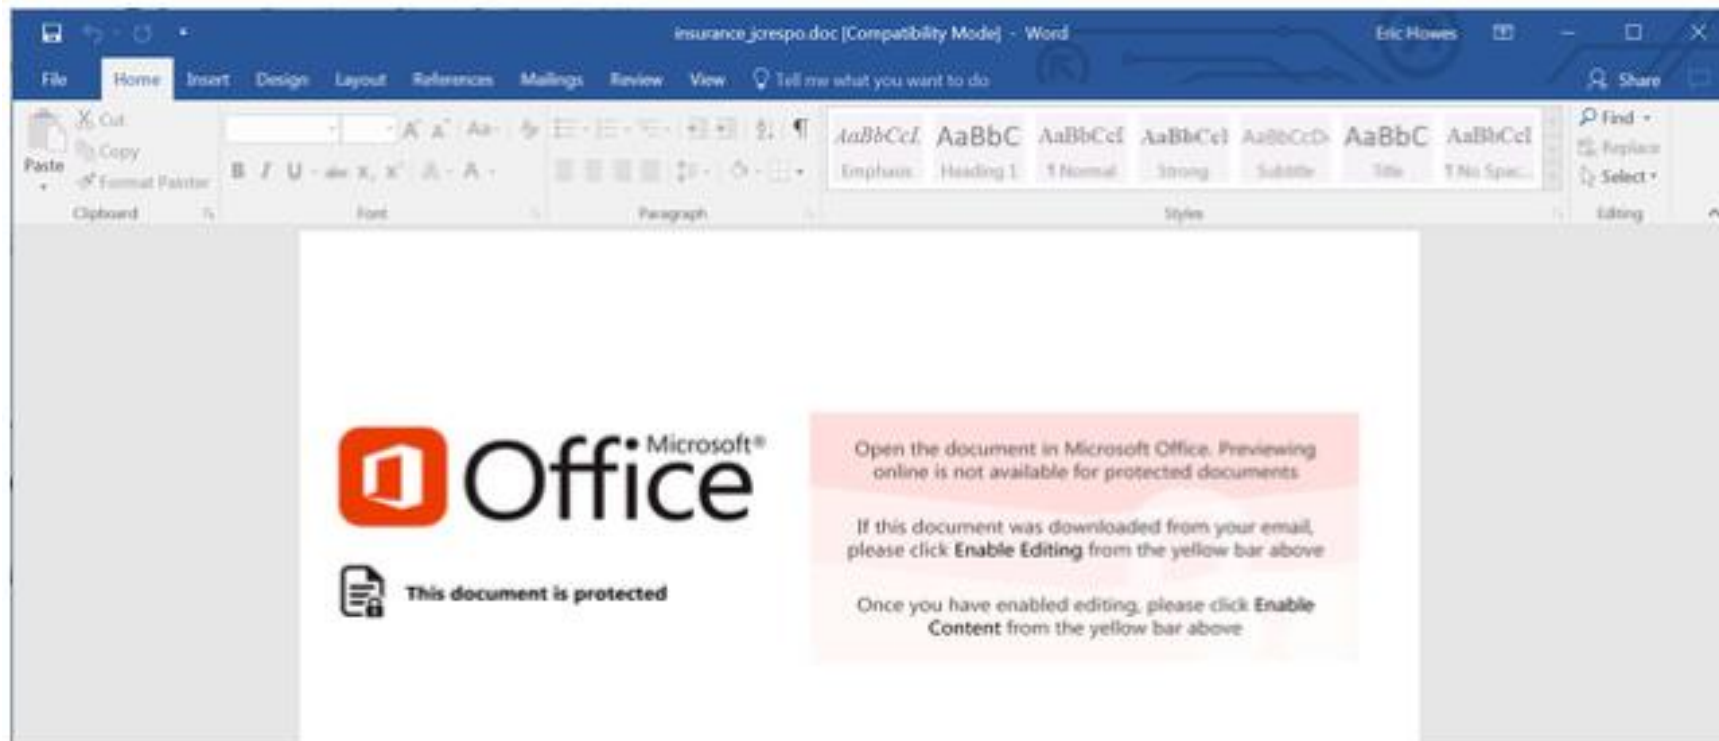 insurance_jcrespo.doc [Compatibility Mode] - Word
Eric Howes
File Home Insert Design Layout References Mailings Review View Tell me what you want to do
Share
Paste
Cut
Copy
Format Painter
Clipboard
B I U
Aa
Font
Paragraph
AaBbCcL AaBbC AaBbCcI AaBbCcI AaBbCcD AaBbC AaBbCcI
Emphasis Heading 1 ¶ Normal Strong Subtitle Title ¶ No Spac...
Styles
Find
Replace
Select
Editing
Microsoft®
Office
This document is protected
Open the document in Microsoft Office. Previewing
online is not available for protected documents
If this document was downloaded from your email,
please click Enable Editing from the yellow bar above
Once you have enabled editing, please click Enable
Content from the yellow bar above